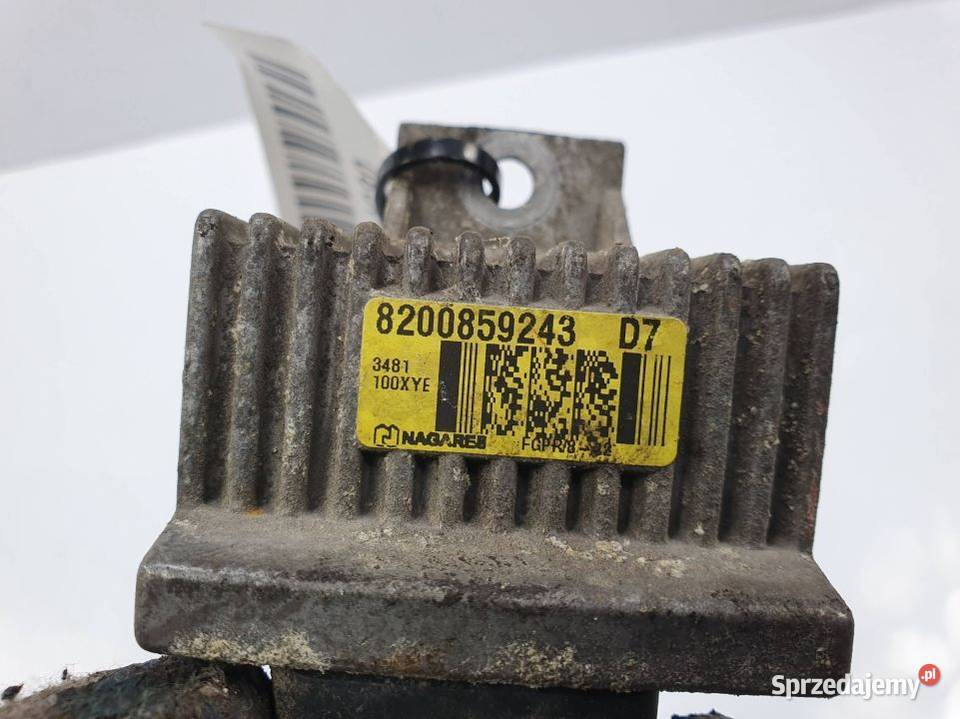 8200859243 D7
3481
100XYE
NAGARES
Sprzedajemy.pl